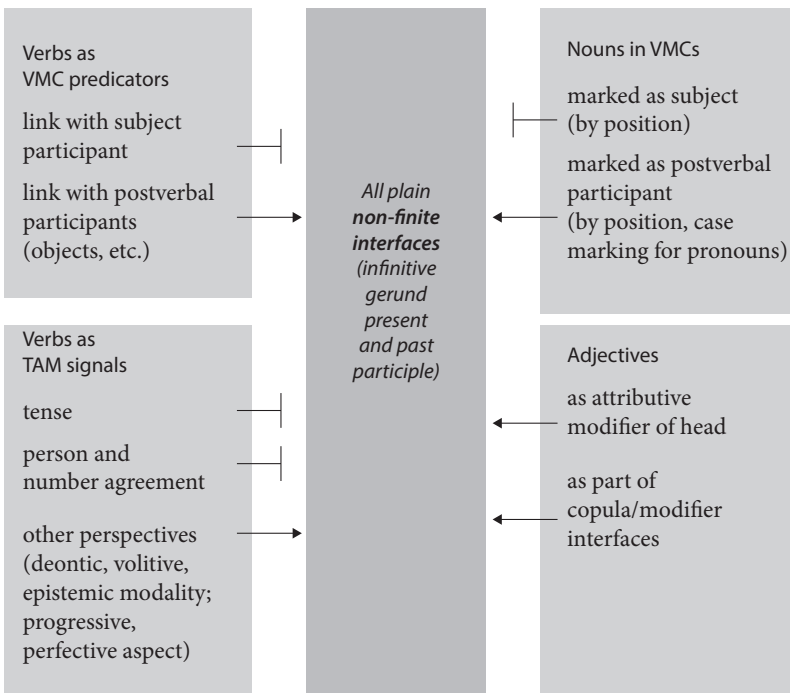 Verbs as
VMC predicators
link with subject
participant
link with postverbal
participants
(objects, etc.)
Verbs as
TAM signals
tense
person and
number agreement
other perspectives
(deontic, volitive,
epistemic modality;
progressive,
perfective aspect)
All plain
non-finite
interfaces
(infinitive
gerund
present
and past
participle)
Nouns in VMCs
marked as subject
(by position)
marked as postverbal
participant
(by position, case
marking for pronouns)
Adjectives
as attributive
modifier of head
as part of
copula/modifier
interfaces